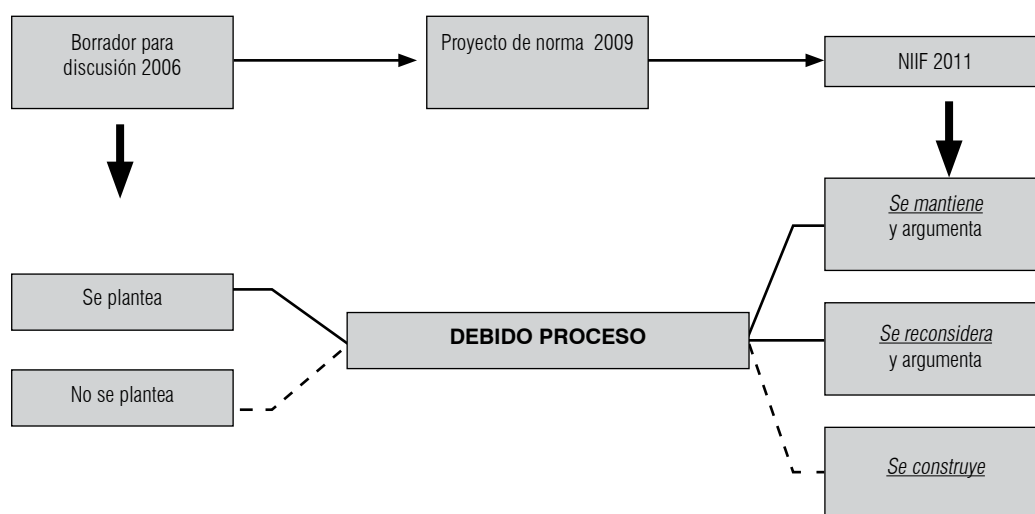 Borrador para
discusión 2006
Proyecto de norma 2009
NIIF 2011
Se mantiene
y argumenta
Se plantea
DEBIDO PROCESO
Se reconsidera
y argumenta
No se plantea
Se construye